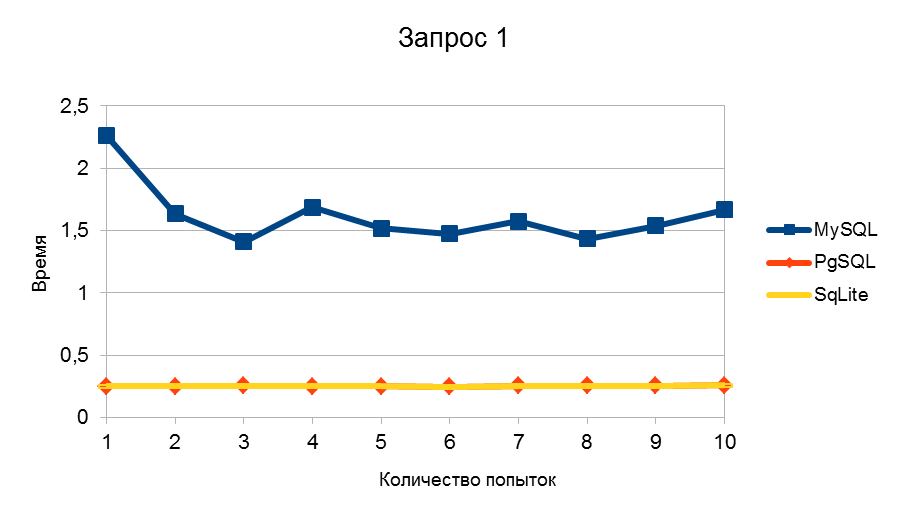 Запрос 1
2,5
2
1,5
1
0,5
0
Время
1 2 3 4 5 6 7 8 9 10
Количество попыток
MySQL
PgSQL
SqLite